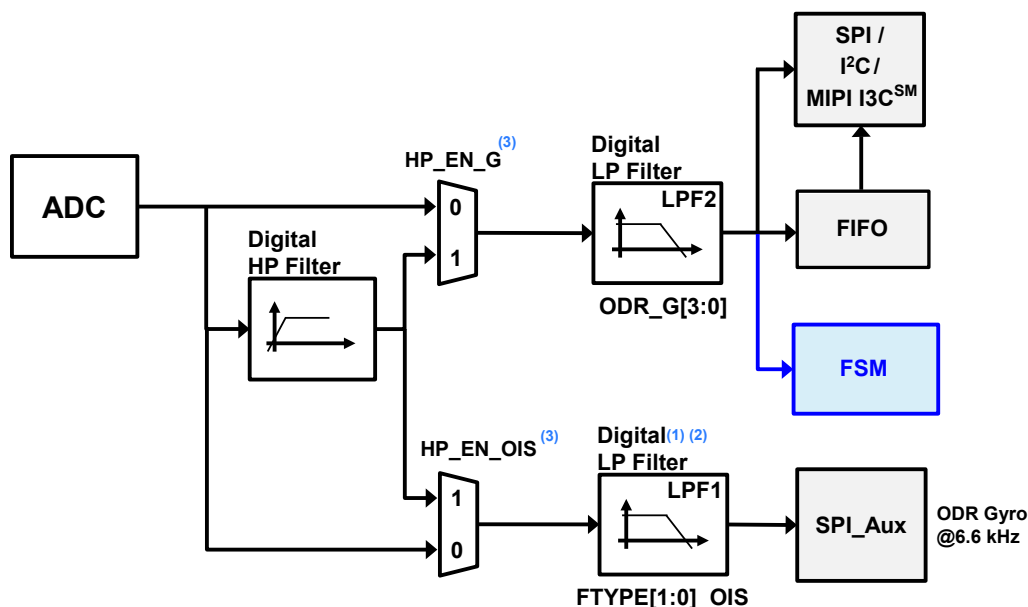 SPI /
I²C /
MIPI I3C^SM
HP_EN_G (3)
Digital
LP Filter
LPF2
ADC
0
1
FIFO
Digital
HP Filter
ODR_G[3:0]
FSM
HP_EN_OIS (3)
Digital (1) (2)
LP Filter
LPF1
1
0
SPI_Aux
ODR Gyro
@6.6 kHz
FTYPE[1:0]_OIS